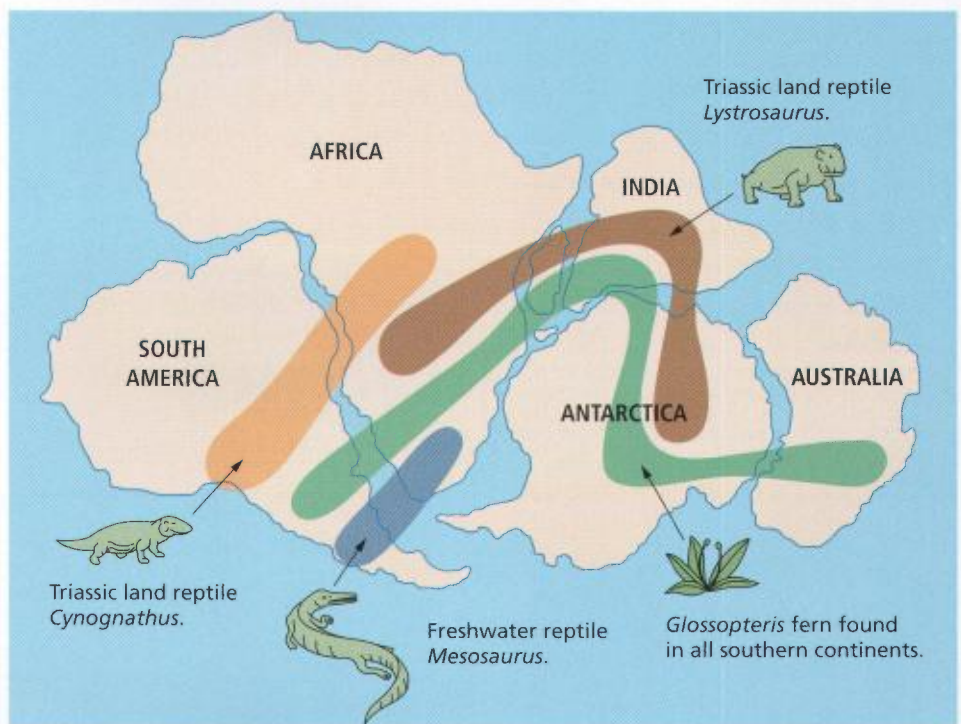 Triassic land reptile
Lystrosaurus.
AFRICA
INDIA
SOUTH
AMERICA
AUSTRALIA
ANTARCTICA
Triassic land reptile
Cynognathus.
Freshwater reptile
Mesosaurus.
Glossopteris fern found
in all southern continents.